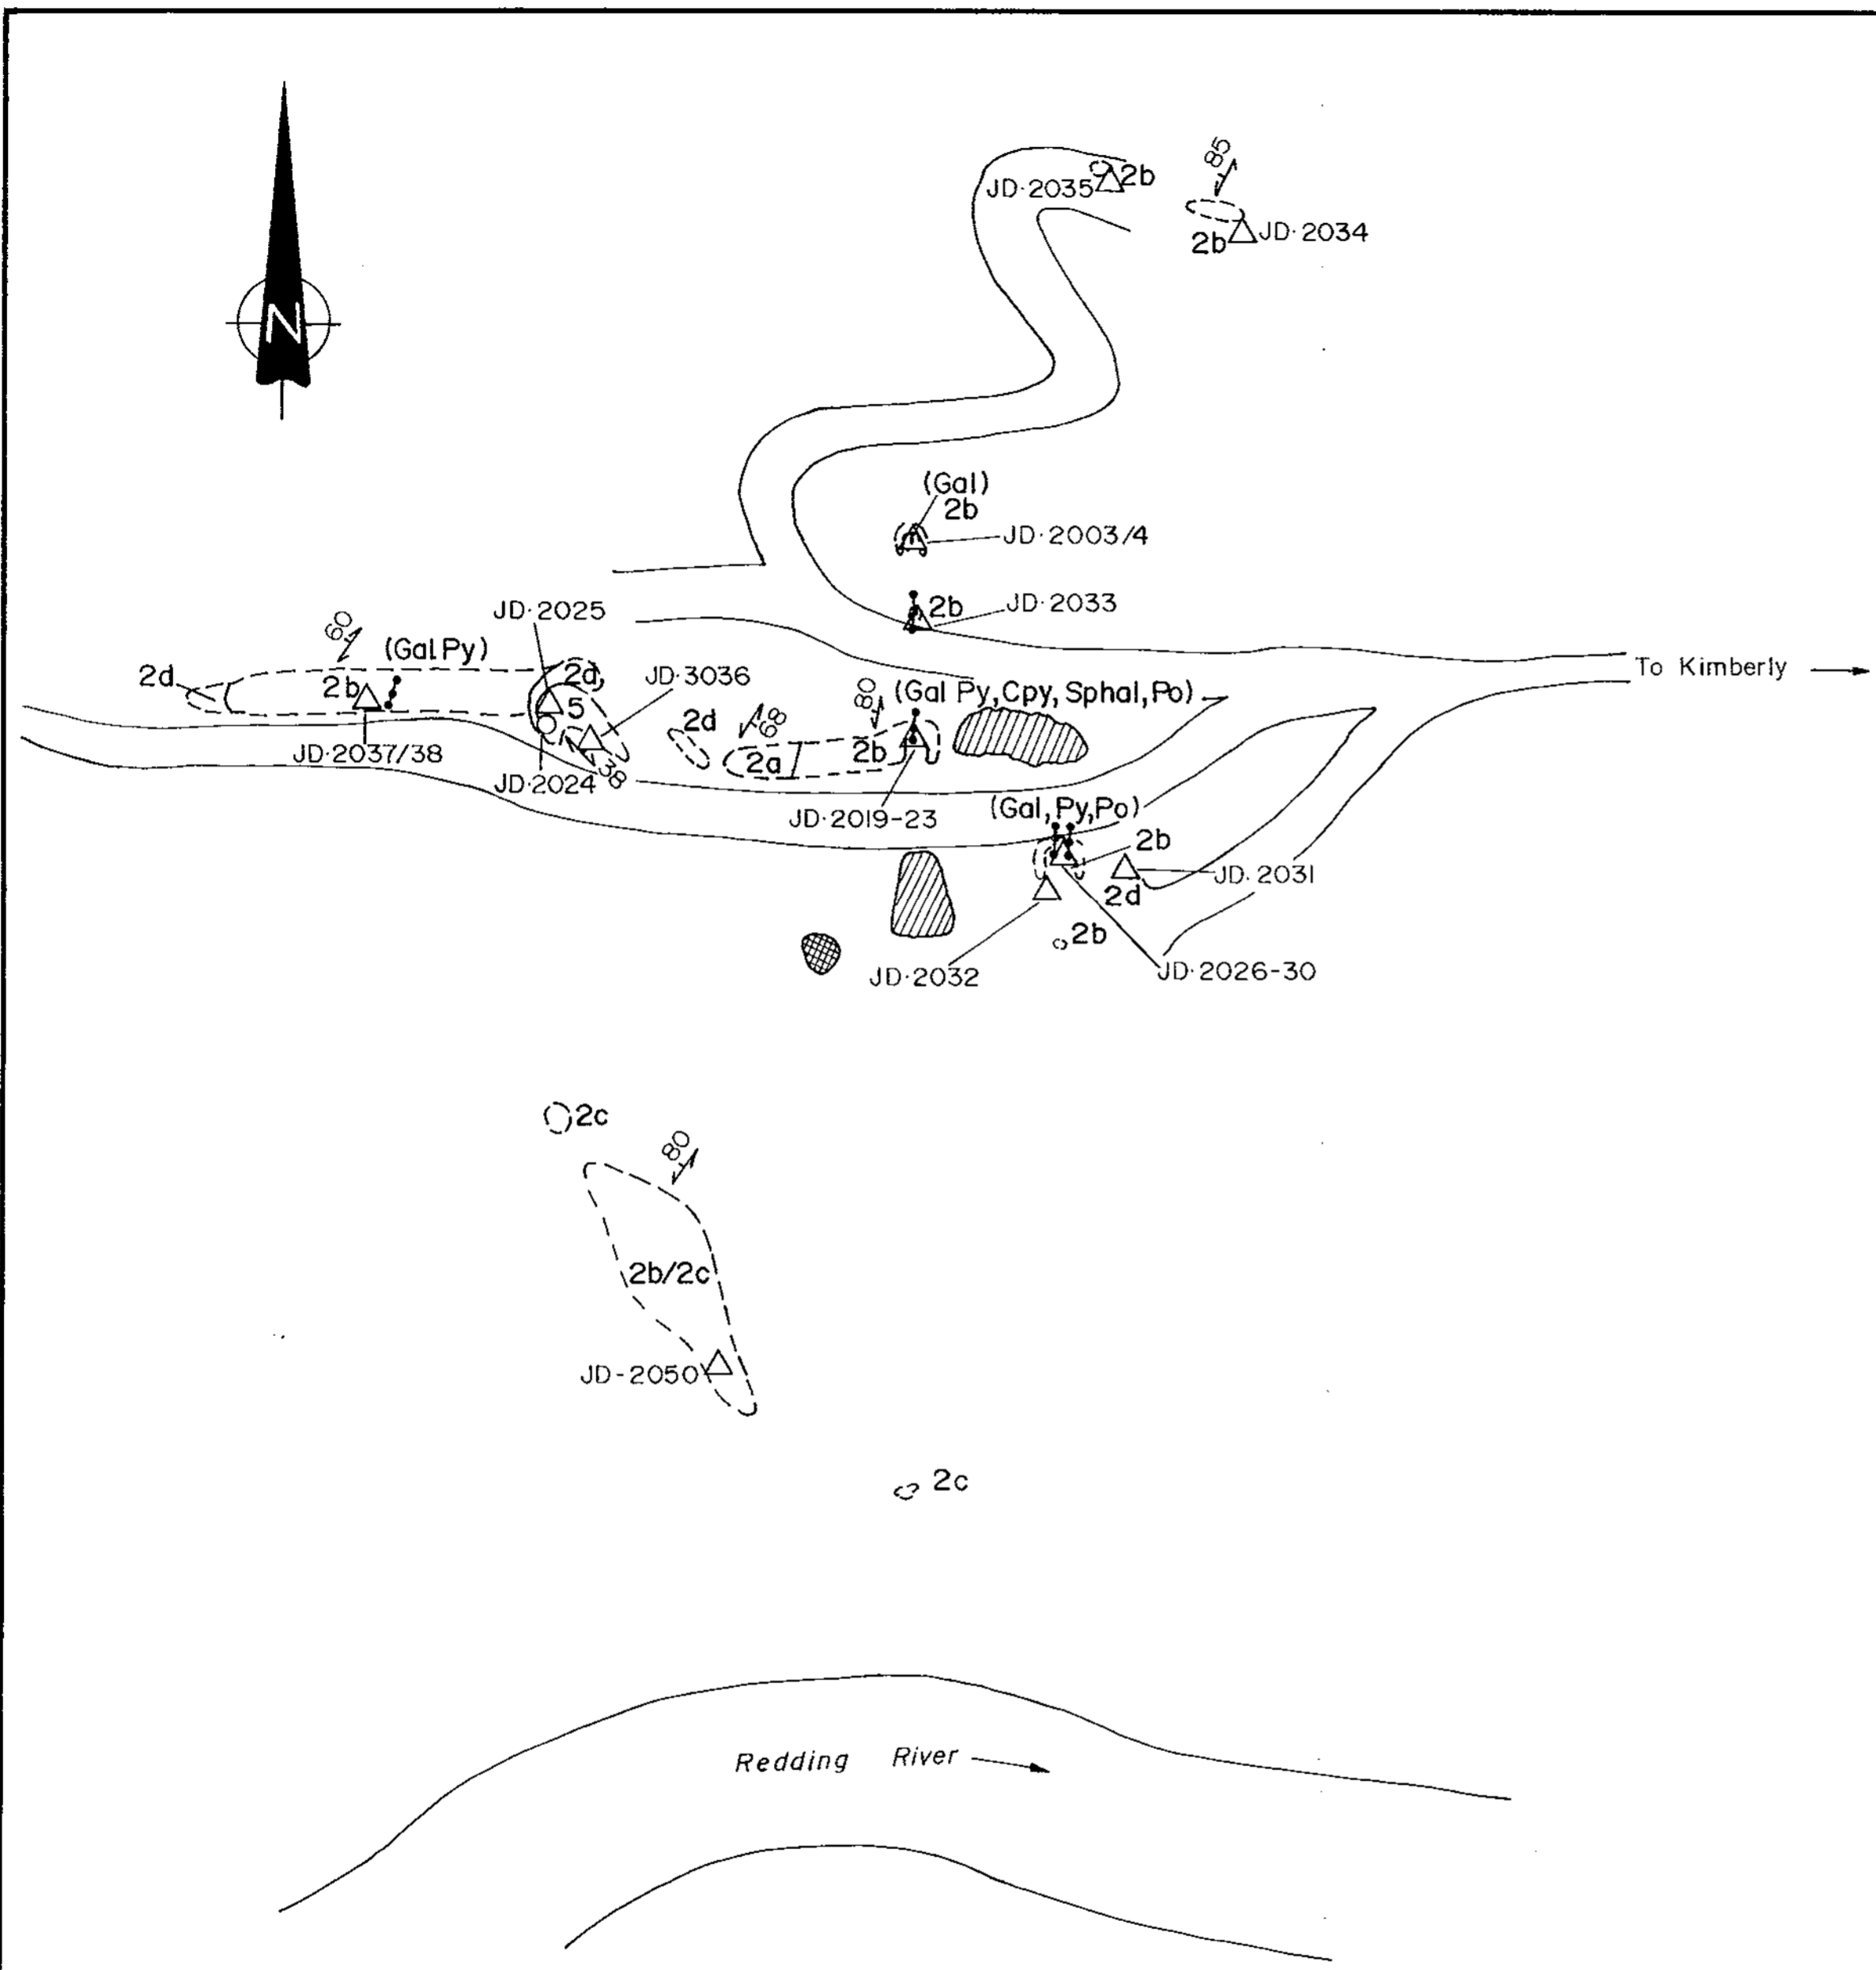 N
85
JD·2035 2b
2b JD·2034
(Gal)
2b
JD·2003/4
2b JD·2033
JD·2025
60
(Gal Py)
2d
2d
JD·3036
To Kimberly
2b
5
80
(Gal Py,Cpy, Sphal, Po)
2d
68
2a
2b
JD·2037/38
JD·2024
38
JD·2019-23
(Gal,Py,Po)
2b
JD·2031
2d
2b
JD·2032
JD·2026-30
2c
80
2b/2c
JD-2050
2c
Redding River